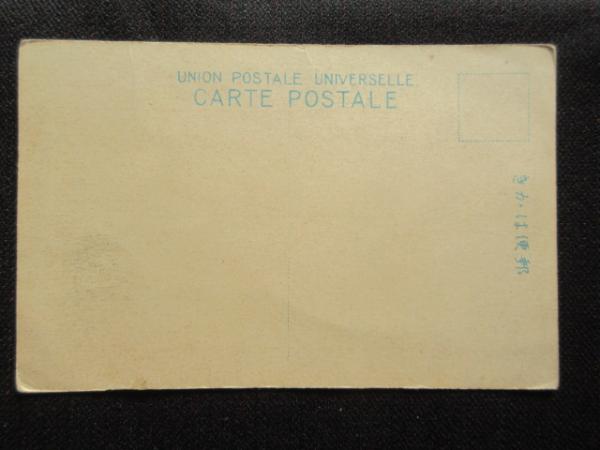 UNION POSTALE UNIVERSELLE
CARTE POSTALE
きかは便郵